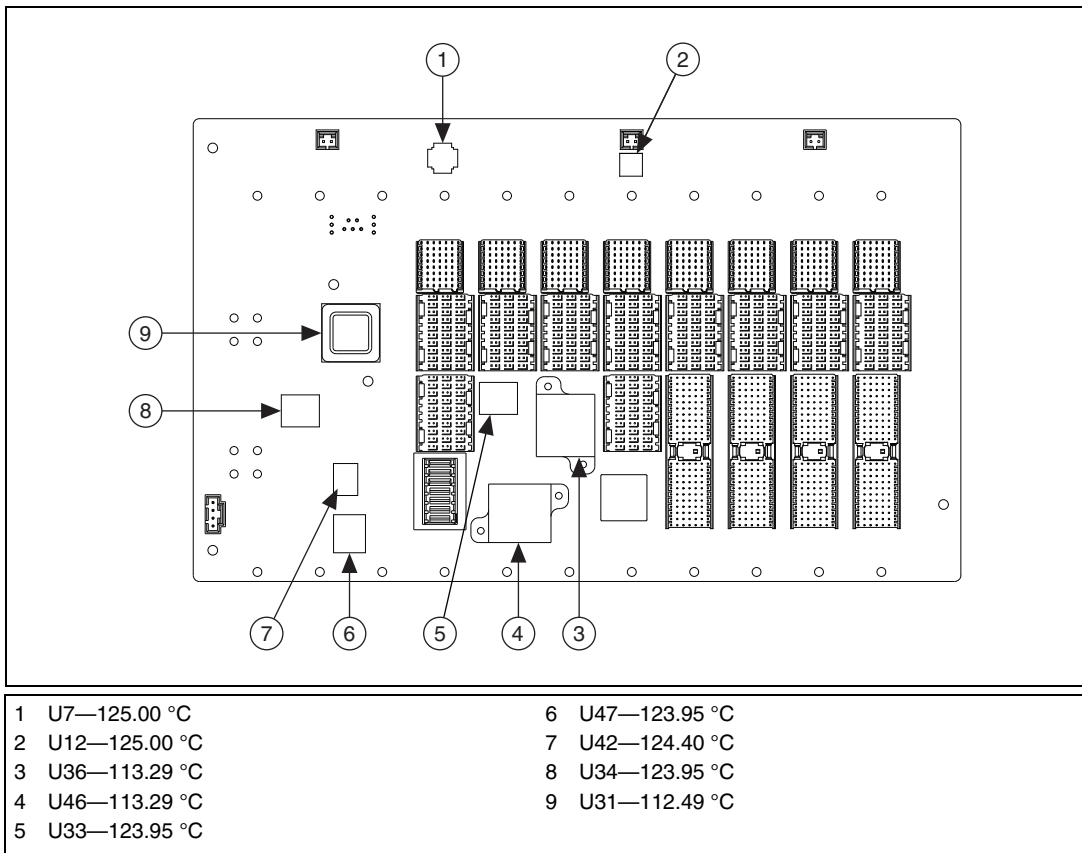 1
2
9
8
7
6
5
4
3
1 U7—125.00 °C
2 U12—125.00 °C
3 U36—113.29 °C
4 U46—113.29 °C
5 U33—123.95 °C
6 U47—123.95 °C
7 U42—124.40 °C
8 U34—123.95 °C
9 U31—112.49 °C